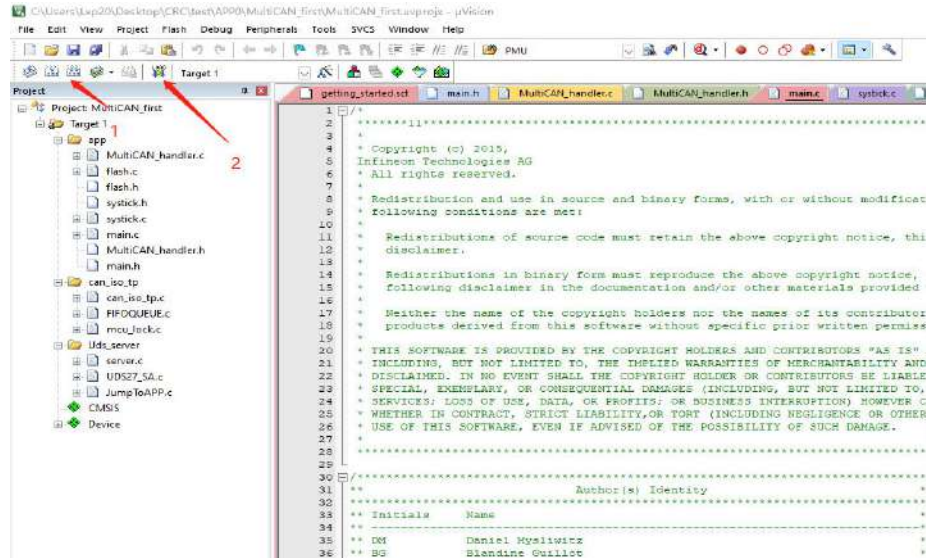 C:\Users\Lxp20\Desktop\CRC\test\APP0\MultiCAN_first\MultiCAN_first.uvprojx - µVision
File Edit View Project Flash Debug Peripherals Tools SVCS Window Help
PMU
Target 1
Project
getting_started.sct main.h MultiCAN_handler.c MultiCAN_handler.h main.c systick.c
Project: MultiCAN_first
Target 1
1
2
app
MultiCAN_handler.c
flash.c
flash.h
systick.h
systick.c
main.c
MultiCAN_handler.h
main.h
can_iso_tp
can_iso_tp.c
FIFOQUEUE.c
mcu_lock.c
Uds_server
server.c
UDS27_SA.c
JumpToAPP.c
CMSIS
Device
1 /*
2 *******11************************************************************
3 *
4 * Copyright (c) 2015,
5 Infineon Technologies AG
6 * All rights reserved.
7 *
8 * Redistribution and use in source and binary forms, with or without modificat
9 * following conditions are met:
10 *
11 * Redistributions of source code must retain the above copyright notice, thi
12 * disclaimer.
13 *
14 * Redistributions in binary form must reproduce the above copyright notice,
15 * following disclaimer in the documentation and/or other materials provided
16 *
17 * Neither the name of the copyright holders nor the names of its contributor
18 * products derived from this software without specific prior written permiss
19 *
20 * THIS SOFTWARE IS PROVIDED BY THE COPYRIGHT HOLDERS AND CONTRIBUTORS "AS IS"
21 * INCLUDING, BUT NOT LIMITED TO, THE IMPLIED WARRANTIES OF MERCHANTABILITY AND
22 * DISCLAIMED. IN NO EVENT SHALL THE COPYRIGHT HOLDER OR CONTRIBUTORS BE LIABLE
23 * SPECIAL, EXEMPLARY, OR CONSEQUENTIAL DAMAGES (INCLUDING, BUT NOT LIMITED TO,
24 * SERVICES; LOSS OF USE, DATA, OR PROFITS; OR BUSINESS INTERRUPTION) HOWEVER C
25 * WHETHER IN CONTRACT, STRICT LIABILITY,OR TORT (INCLUDING NEGLIGENCE OR OTHER
26 * USE OF THIS SOFTWARE, EVEN IF ADVISED OF THE POSSIBILITY OF SUCH DAMAGE.
27 *
28 **********************************************************************
29
30 /*********************************************************************
31 ** Author(s) Identity *
32 **********************************************************************
33 ** Initials Name *
34 ** ------------------------------------------------------------------*
35 ** DM Daniel Mysliwitz *
36 ** BG Blandine Guillot *